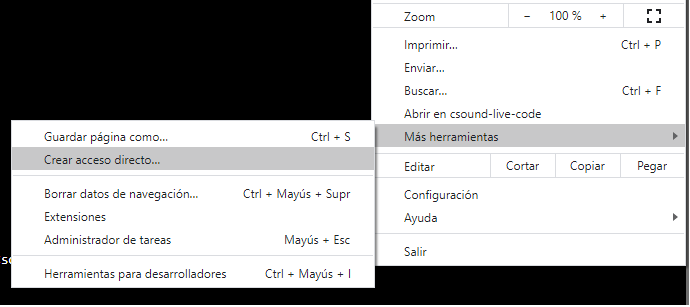 Zoom − 100 % +
Imprimir... Ctrl + P
Enviar...
Buscar... Ctrl + F
Abrir en csound-live-code
Más herramientas
Editar Cortar Copiar Pegar
Configuración
Ayuda
Salir
Guardar página como... Ctrl + S
Crear acceso directo...
Borrar datos de navegación... Ctrl + Mayús + Supr
Extensiones
Administrador de tareas Mayús + Esc
Herramientas para desarrolladores Ctrl + Mayús + I